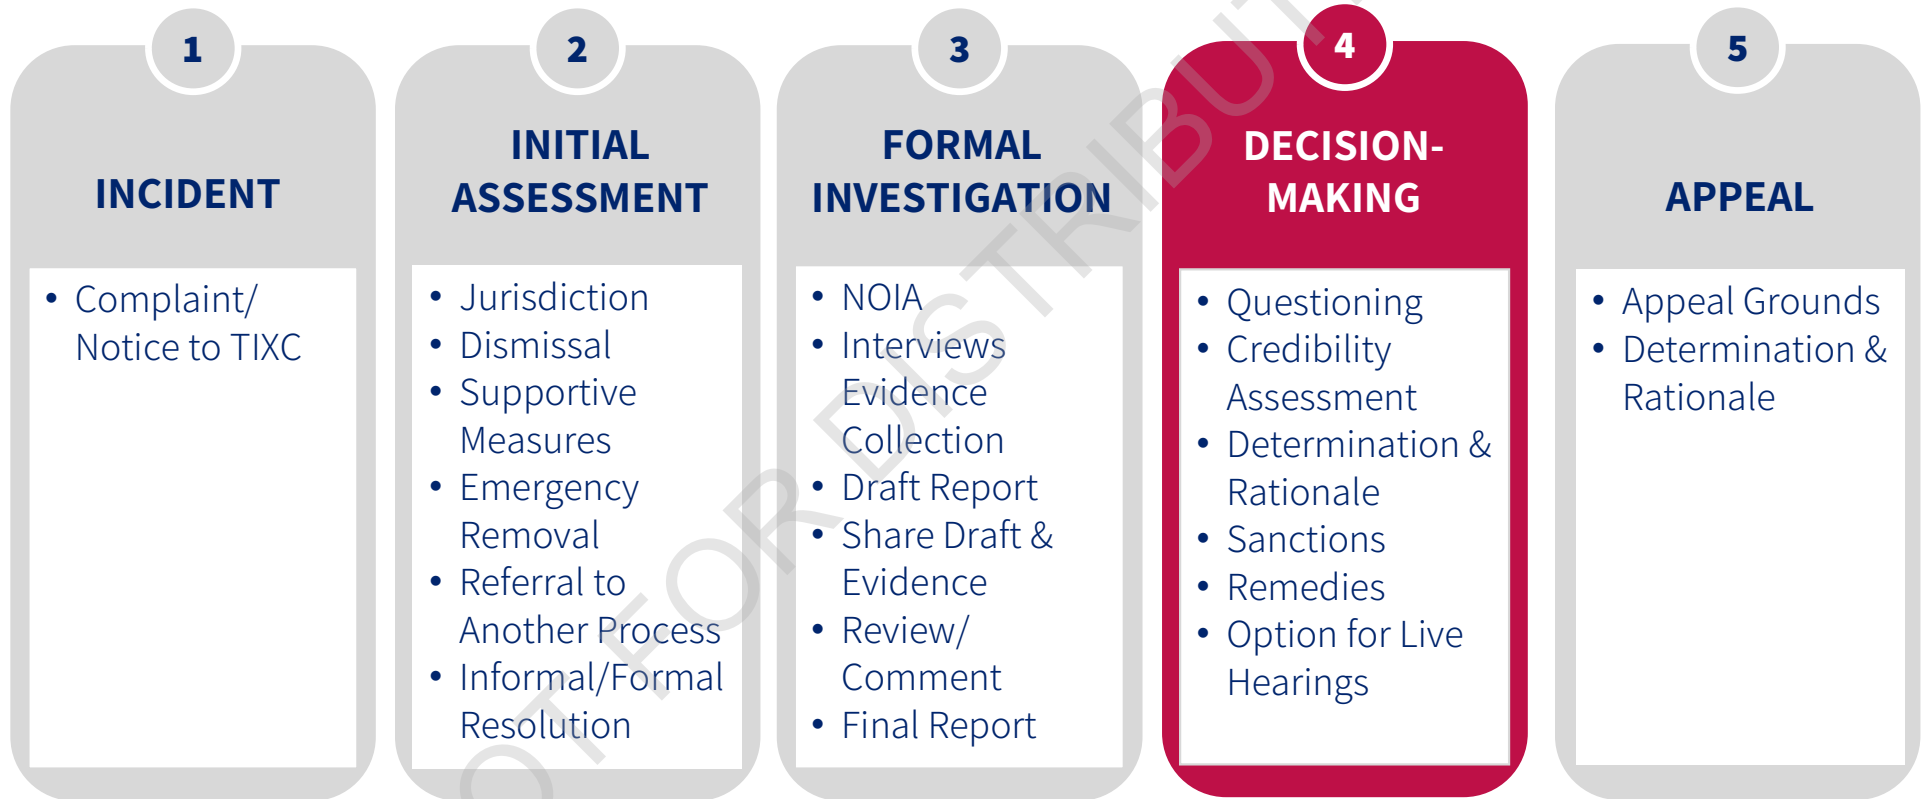 1
INCIDENT
• Complaint/
Notice to TIXC
2
INITIAL
ASSESSMENT
• Jurisdiction
• Dismissal
• Supportive
Measures
• Emergency
Removal
• Referral to
Another Process
• Informal/Formal
Resolution
3
FORMAL
INVESTIGATION
• NOIA
• Interviews
Evidence
Collection
• Draft Report
• Share Draft &
Evidence
• Review/
Comment
• Final Report
4
DECISION-
MAKING
• Questioning
• Credibility
Assessment
• Determination &
Rationale
• Sanctions
• Remedies
• Option for Live
Hearings
5
APPEAL
• Appeal Grounds
• Determination &
Rationale
OT FOR DISTRIBUT